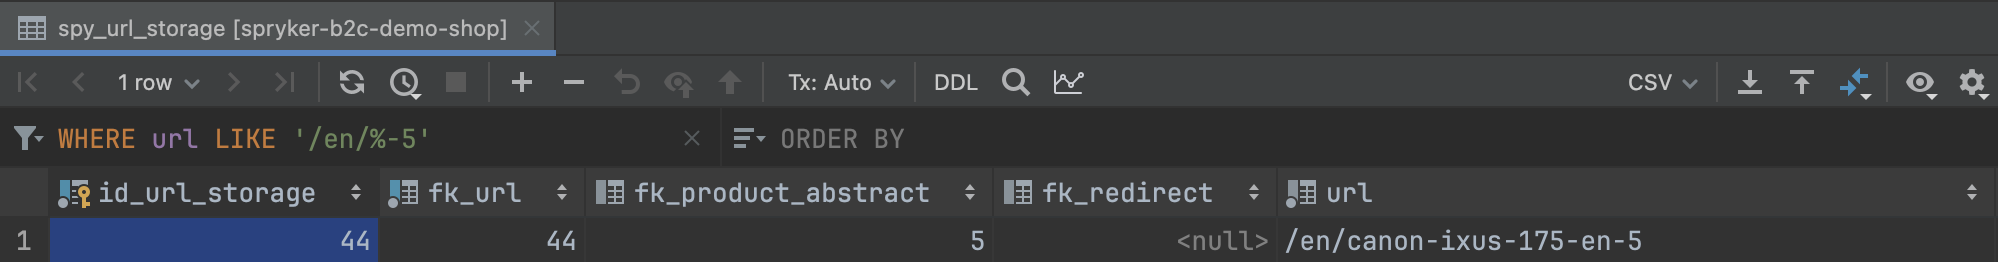 spy_url_storage [spryker-b2c-demo-shop]
1 row Tx: Auto DDL CSV
WHERE url LIKE '/en/%-5' ORDER BY
id_url_storage fk_url fk_product_abstract fk_redirect url
1 44 44 5 <null> /en/canon-ixus-175-en-5